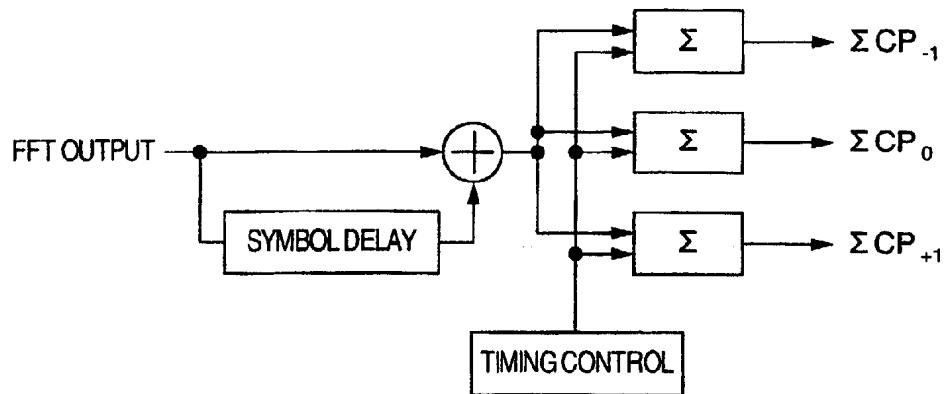 Σ
ΣCP-1
FFT OUTPUT
Σ
ΣCP0
SYMBOL DELAY
Σ
ΣCP+1
TIMING CONTROL